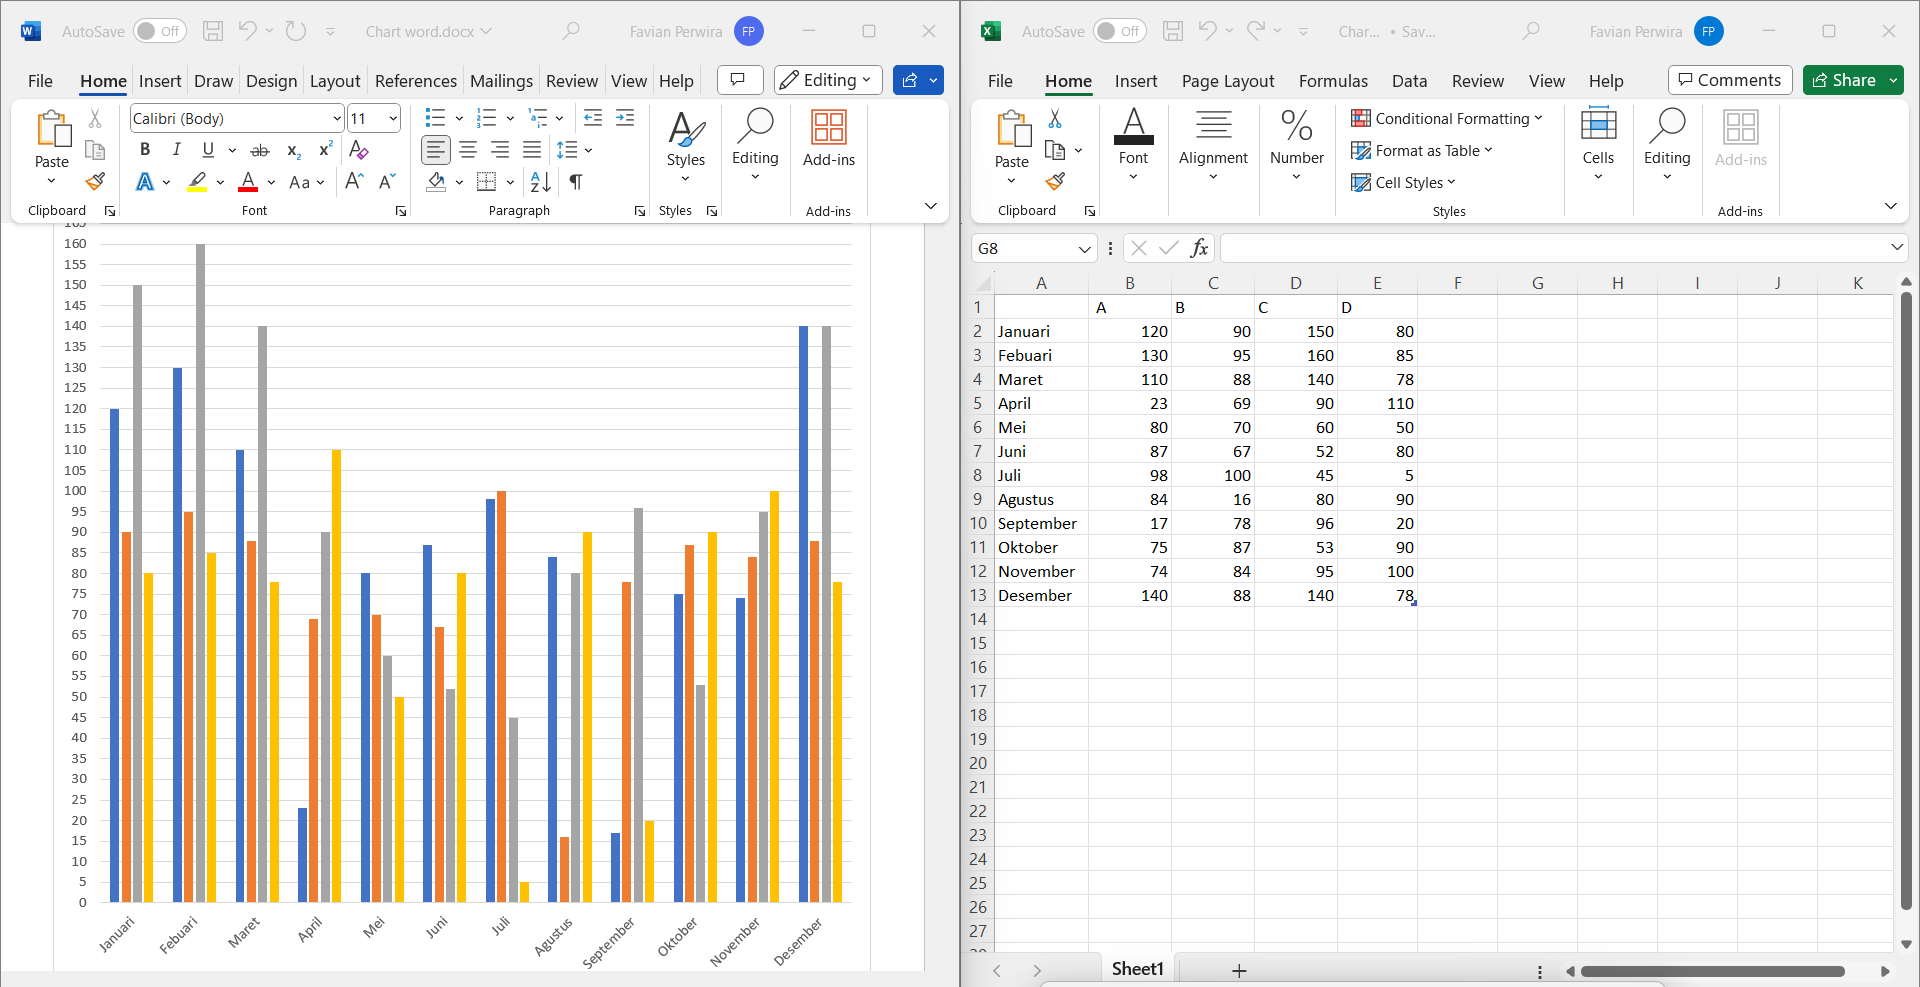 AutoSave Off Chart word.docx Favian Perwira FP
File Home Insert Draw Design Layout References Mailings Review View Help Editing
Paste
Clipboard
Calibri (Body) 11
B I U ab x2 x2 A
A A Aa A A
Font
A Z ¶
Paragraph
Styles
Styles
Editing
Add-ins
Add-ins
165
160
155
150
145
140
135
130
125
120
115
110
105
100
95
90
85
80
75
70
65
60
55
50
45
40
35
30
25
20
15
10
5
0
Januari Febuari Maret April Mei Juni Juli Agustus September Oktober November Desember
AutoSave Off Char... • Sav... Favian Perwira FP
File Home Insert Page Layout Formulas Data Review View Help Comments Share
Paste
Clipboard
Font
Alignment
% Number
Conditional Formatting
Format as Table
Cell Styles
Styles
Cells
Editing
Add-ins
Add-ins
G8 fx
A B C D E F G H I J K
1 A B C D
2 Januari 120 90 150 80
3 Febuari 130 95 160 85
4 Maret 110 88 140 78
5 April 23 69 90 110
6 Mei 80 70 60 50
7 Juni 87 67 52 80
8 Juli 98 100 45 5
9 Agustus 84 16 80 90
10 September 17 78 96 20
11 Oktober 75 87 53 90
12 November 74 84 95 100
13 Desember 140 88 140 78
14
15
16
17
18
19
20
21
22
23
24
25
26
27
28
Sheet1